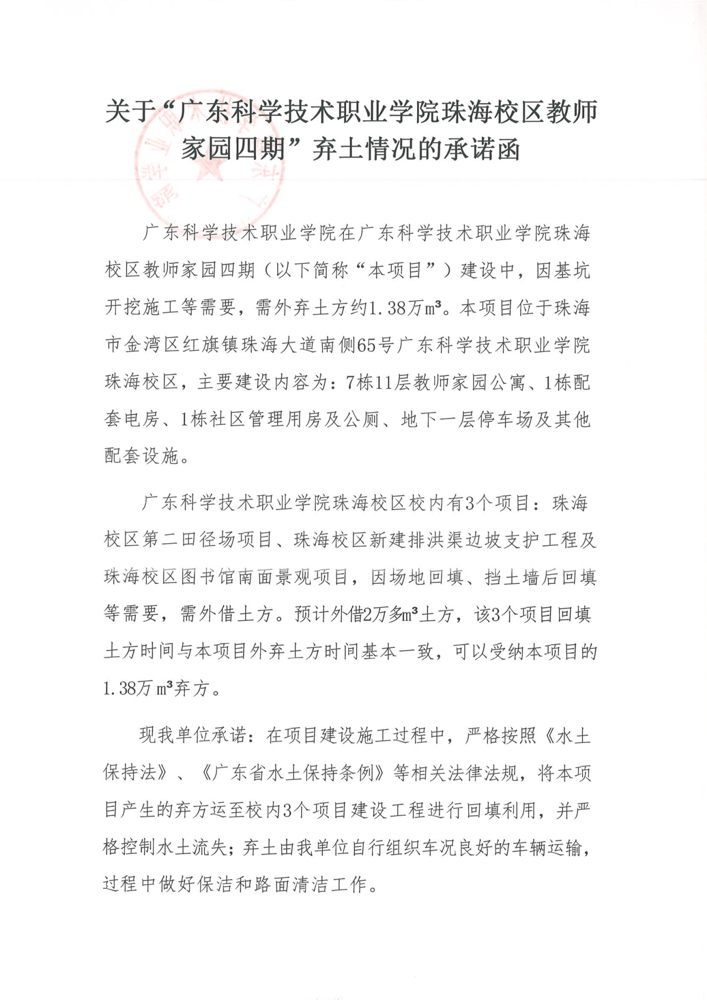 关于“广东科学技术职业学院珠海校区教师
家园四期”弃土情况的承诺函
广东科学技术职业学院在广东科学技术职业学院珠海
校区教师家园四期（以下简称“本项目”）建设中，因基坑
开挖施工等需要，需外弃土方约1.38万m³。本项目位于珠海
市金湾区红旗镇珠海大道南侧65号广东科学技术职业学院
珠海校区，主要建设内容为：7栋11层教师家园公寓、1栋配
套电房、1栋社区管理用房及公厕、地下一层停车场及其他
配套设施。
广东科学技术职业学院珠海校区校内有3个项目：珠海
校区第二田径场项目、珠海校区新建排洪渠边坡支护工程及
珠海校区图书馆南面景观项目，因场地回填、挡土墙后回填
等需要，需外借土方。预计外借2万多m³土方，该3个项目回填
土方时间与本项目外弃土方时间基本一致，可以受纳本项目的
1.38万m³弃方。
现我单位承诺：在项目建设施工过程中，严格按照《水土
保持法》、《广东省水土保持条例》等相关法律法规，将本项
目产生的弃方运至校内3个项目建设工程进行回填利用，并严
格控制水土流失；弃土由我单位自行组织车况良好的车辆运输，
过程中做好保洁和路面清洁工作。